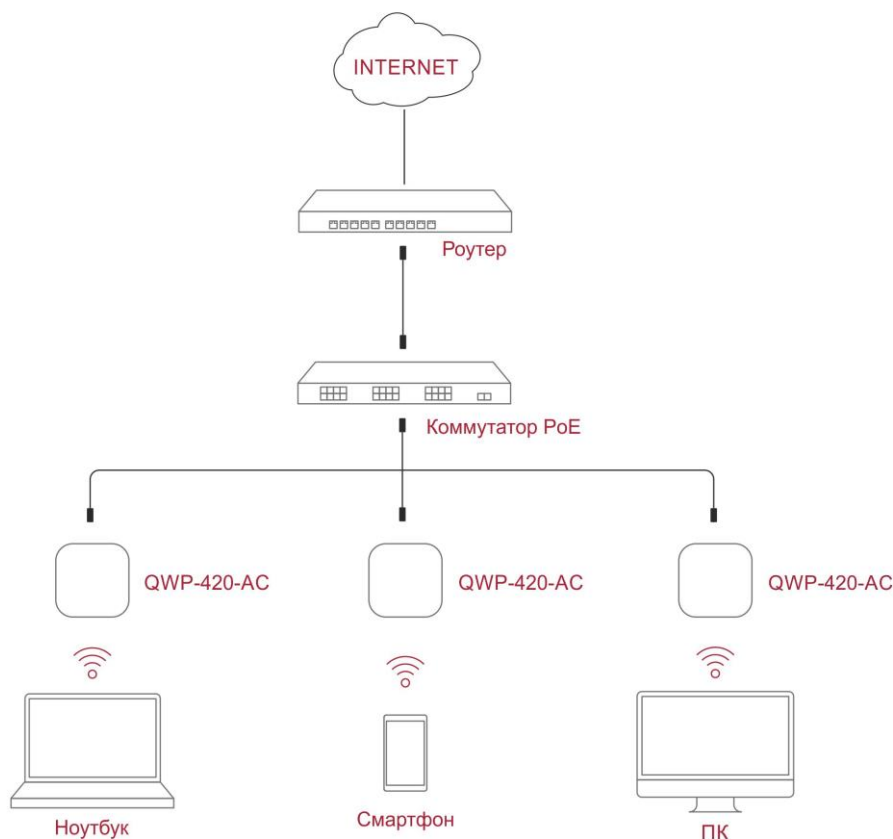 INTERNET
Роутер
Коммутатор PoE
QWP-420-AC
QWP-420-AC
QWP-420-AC
Ноутбук
Смартфон
ПК